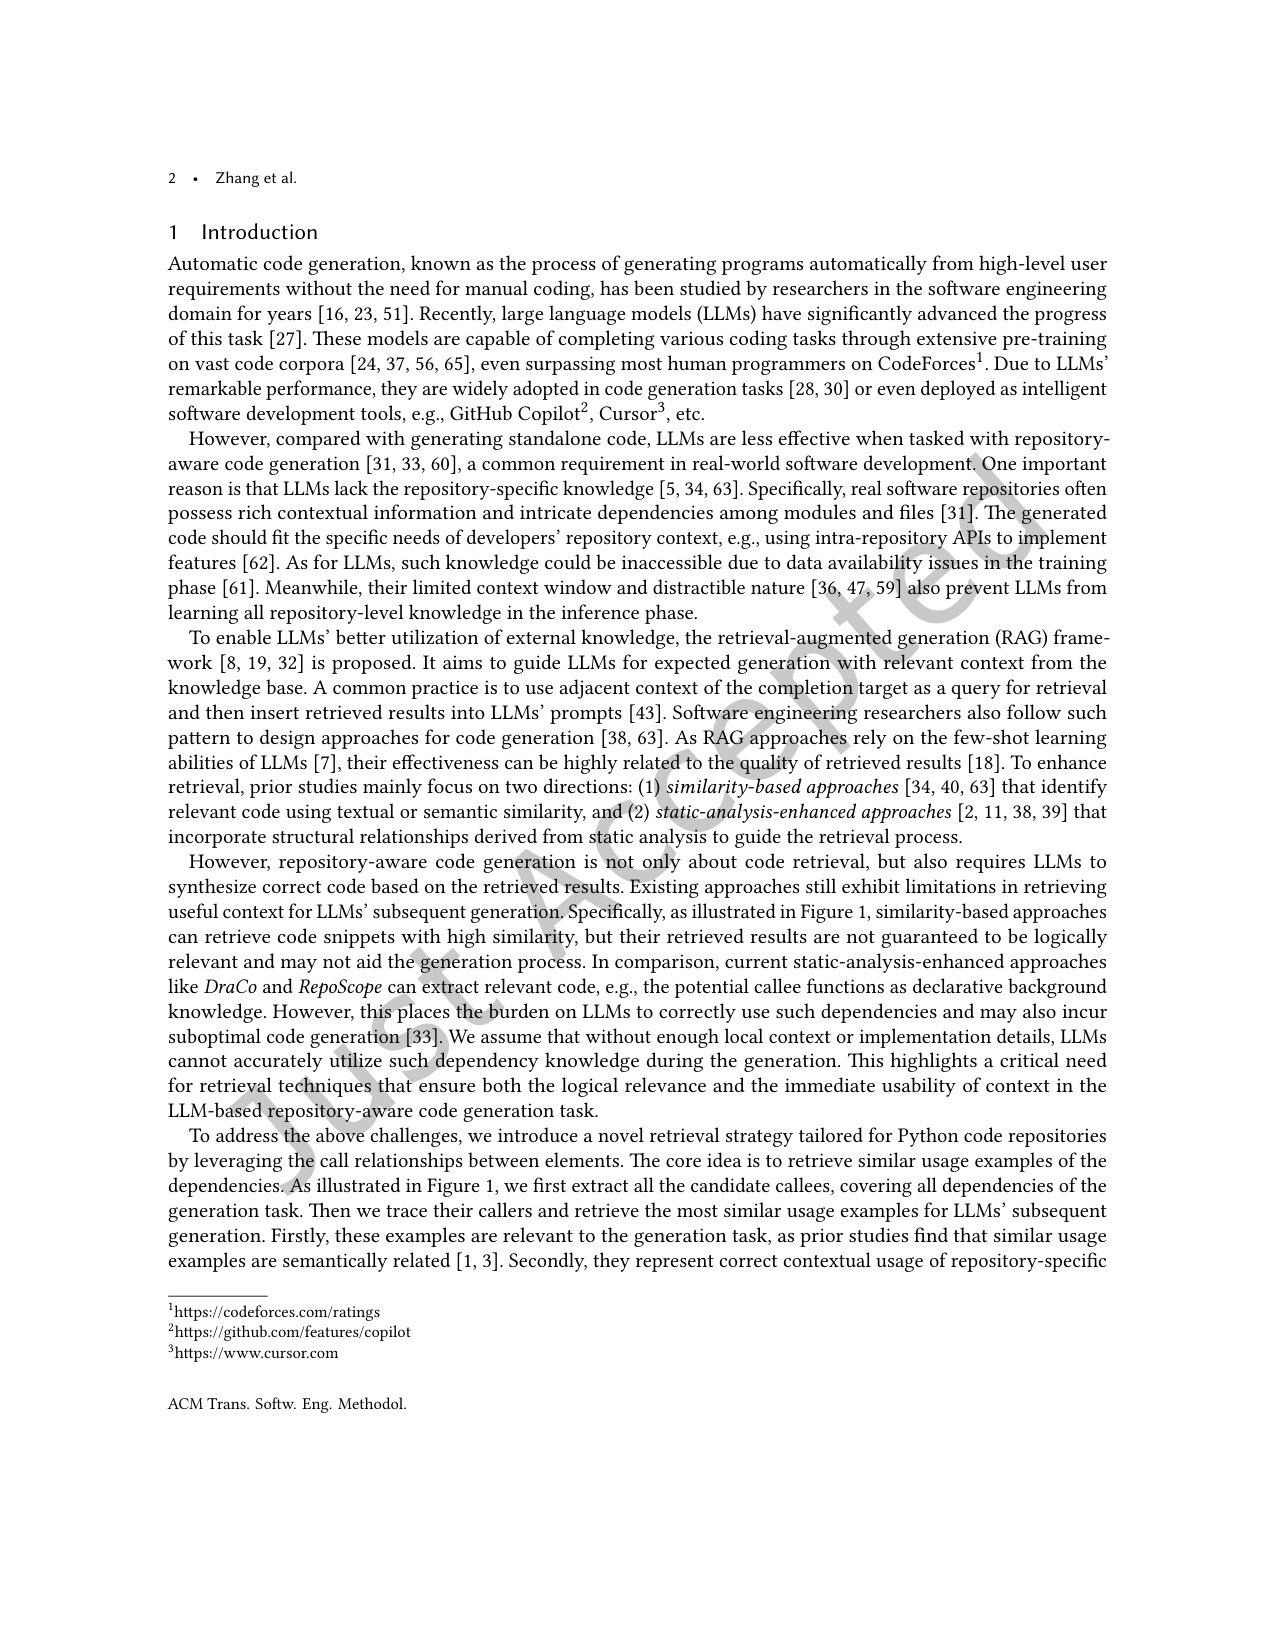 2 • Zhang et al.
1 Introduction
Automatic code generation, known as the process of generating programs automatically from high-level user
requirements without the need for manual coding, has been studied by researchers in the software engineering
domain for years [16, 23, 51]. Recently, large language models (LLMs) have significantly advanced the progress
of this task [27]. These models are capable of completing various coding tasks through extensive pre-training
on vast code corpora [24, 37, 56, 65], even surpassing most human programmers on CodeForces1. Due to LLMs’
remarkable performance, they are widely adopted in code generation tasks [28, 30] or even deployed as intelligent
software development tools, e.g., GitHub Copilot2, Cursor3, etc.
However, compared with generating standalone code, LLMs are less effective when tasked with repository-
aware code generation [31, 33, 60], a common requirement in real-world software development. One important
reason is that LLMs lack the repository-specific knowledge [5, 34, 63]. Specifically, real software repositories often
possess rich contextual information and intricate dependencies among modules and files [31]. The generated
code should fit the specific needs of developers’ repository context, e.g., using intra-repository APIs to implement
features [62]. As for LLMs, such knowledge could be inaccessible due to data availability issues in the training
phase [61]. Meanwhile, their limited context window and distractible nature [36, 47, 59] also prevent LLMs from
learning all repository-level knowledge in the inference phase.
To enable LLMs’ better utilization of external knowledge, the retrieval-augmented generation (RAG) frame-
work [8, 19, 32] is proposed. It aims to guide LLMs for expected generation with relevant context from the
knowledge base. A common practice is to use adjacent context of the completion target as a query for retrieval
and then insert retrieved results into LLMs’ prompts [43]. Software engineering researchers also follow such
pattern to design approaches for code generation [38, 63]. As RAG approaches rely on the few-shot learning
abilities of LLMs [7], their effectiveness can be highly related to the quality of retrieved results [18]. To enhance
retrieval, prior studies mainly focus on two directions: (1) similarity-based approaches [34, 40, 63] that identify
relevant code using textual or semantic similarity, and (2) static-analysis-enhanced approaches [2, 11, 38, 39] that
incorporate structural relationships derived from static analysis to guide the retrieval process.
However, repository-aware code generation is not only about code retrieval, but also requires LLMs to
synthesize correct code based on the retrieved results. Existing approaches still exhibit limitations in retrieving
useful context for LLMs’ subsequent generation. Specifically, as illustrated in Figure 1, similarity-based approaches
can retrieve code snippets with high similarity, but their retrieved results are not guaranteed to be logically
relevant and may not aid the generation process. In comparison, current static-analysis-enhanced approaches
like DraCo and RepoScope can extract relevant code, e.g., the potential callee functions as declarative background
knowledge. However, this places the burden on LLMs to correctly use such dependencies and may also incur
suboptimal code generation [33]. We assume that without enough local context or implementation details, LLMs
cannot accurately utilize such dependency knowledge during the generation. This highlights a critical need
for retrieval techniques that ensure both the logical relevance and the immediate usability of context in the
LLM-based repository-aware code generation task.
To address the above challenges, we introduce a novel retrieval strategy tailored for Python code repositories
by leveraging the call relationships between elements. The core idea is to retrieve similar usage examples of the
dependencies. As illustrated in Figure 1, we first extract all the candidate callees, covering all dependencies of the
generation task. Then we trace their callers and retrieve the most similar usage examples for LLMs’ subsequent
generation. Firstly, these examples are relevant to the generation task, as prior studies find that similar usage
examples are semantically related [1, 3]. Secondly, they represent correct contextual usage of repository-specific
1https://codeforces.com/ratings
2https://github.com/features/copilot
3https://www.cursor.com
ACM Trans. Softw. Eng. Methodol.
Just Accepted